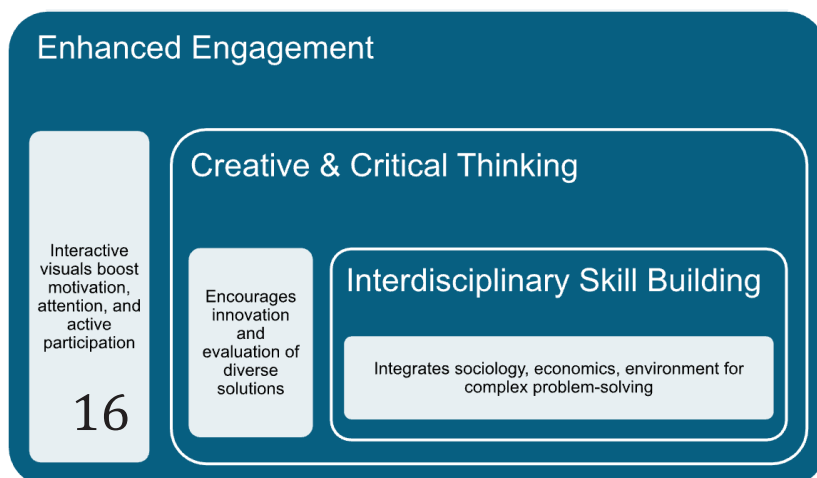 Enhanced Engagement
Interactive
visuals boost
motivation,
attention, and
active
participation
16
Creative & Critical Thinking
Encourages
innovation
and
evaluation of
diverse
solutions
Interdisciplinary Skill Building
Integrates sociology, economics, environment for
complex problem-solving